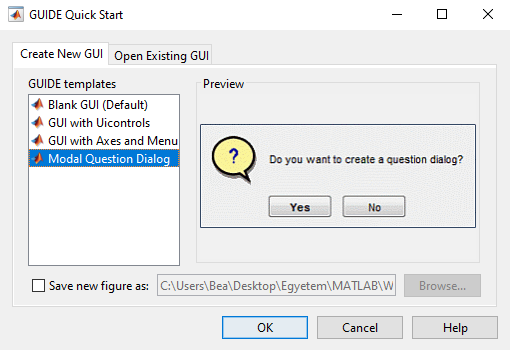 GUIDE Quick Start
Create New GUI
Open Existing GUI
GUIDE templates
Blank GUI (Default)
GUI with Uicontrols
GUI with Axes and Menu
Modal Question Dialog
Preview
?
Do you want to create a question dialog?
Yes
No
Save new figure as:
C:\Users\Bea\Desktop\Egyetem\MATLAB\W
Browse...
OK
Cancel
Help